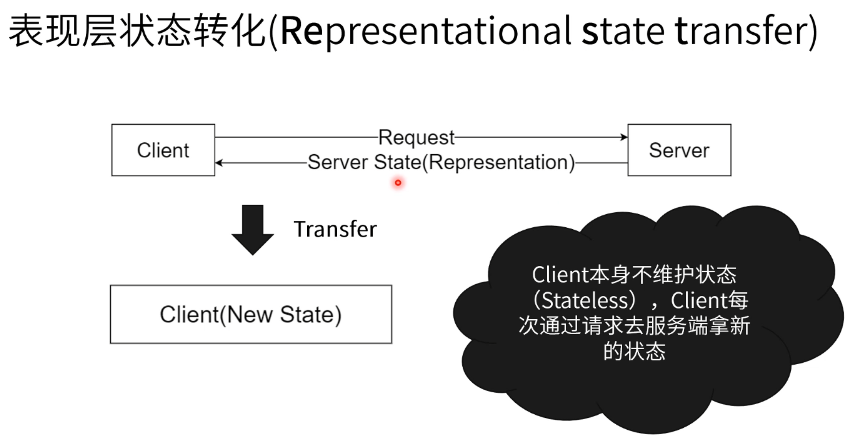 表现层状态转化(Representational state transfer)
Client
Request
Server State(Representation)
Server
Transfer
Client(New State)
Client本身不维护状态
（Stateless），Client每
次通过请求去服务端拿新
的状态